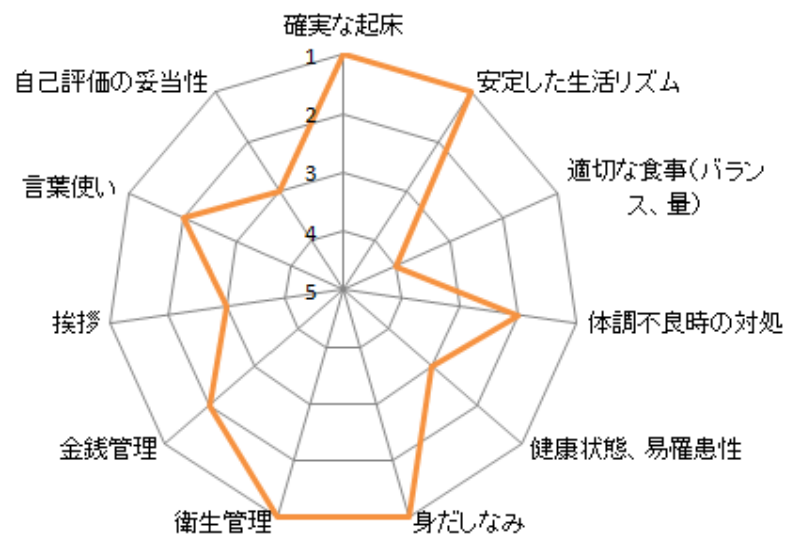 確実な起床
1
自己評価の妥当性
安定した生活リズム
2
適切な食事(バラン
ス、量)
言葉使い
3
4
5
挨拶
体調不良時の対処
金銭管理
健康状態、易罹患性
衛生管理
身だしなみ